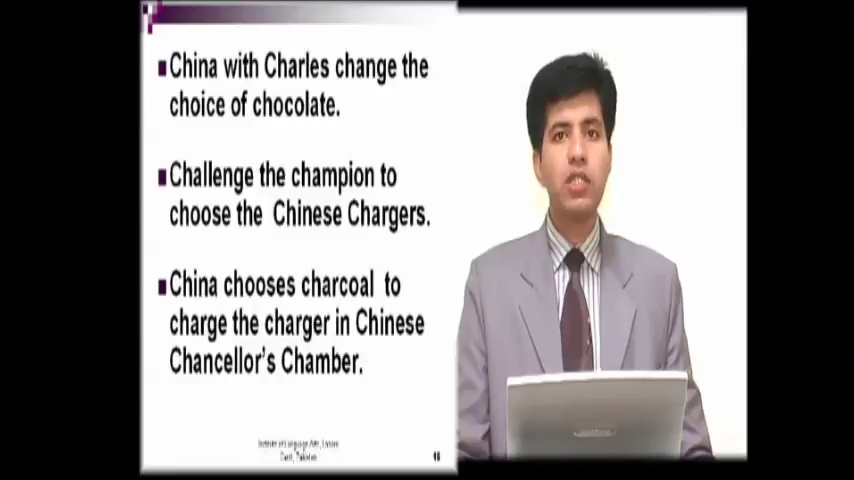 China with Charles change the
choice of chocolate.
Challenge the champion to
choose the Chinese Chargers.
China chooses charcoal to
charge the charger in Chinese
Chancellor's Chamber.